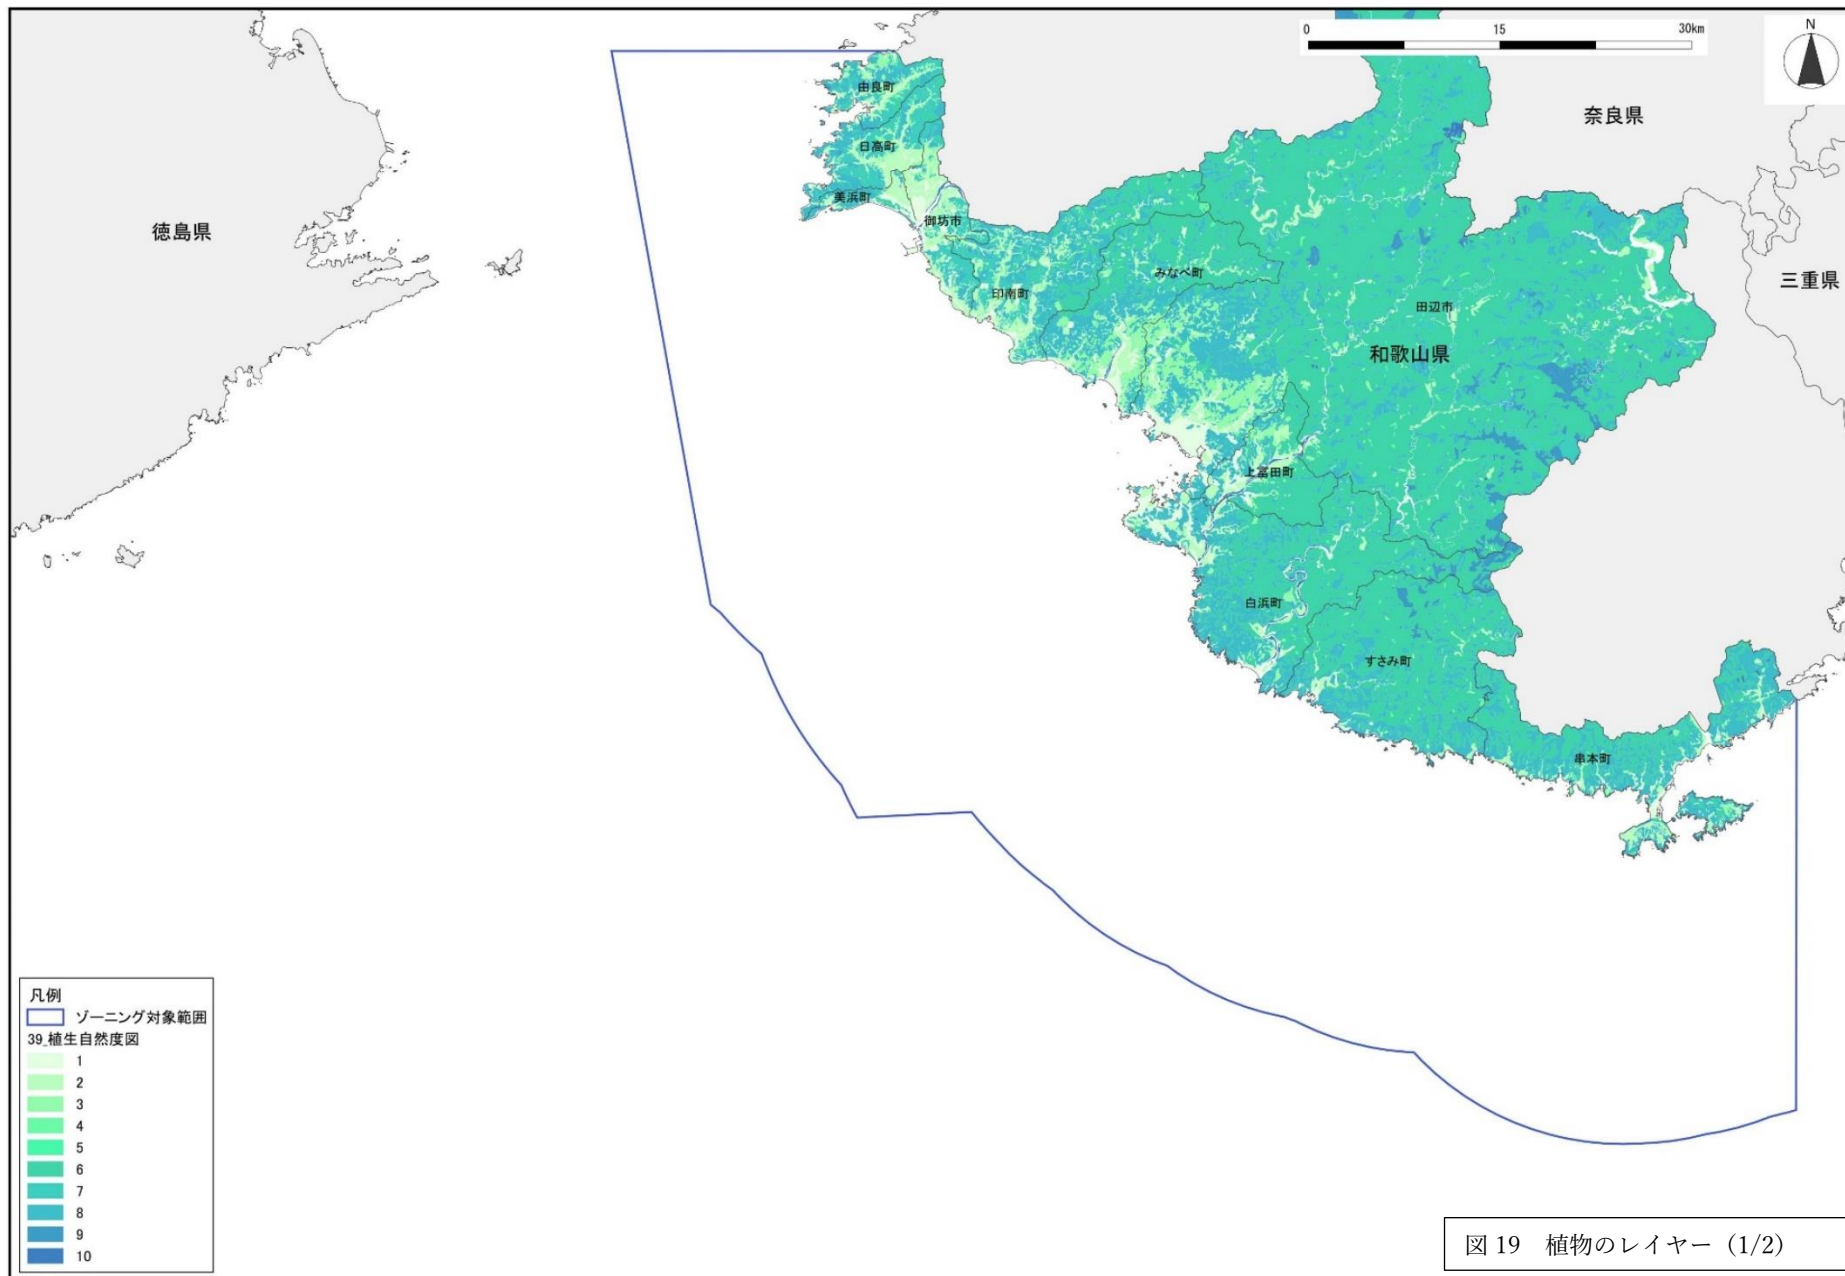 0 15 30km
N
奈良県
由良町
日高町
美浜町
御坊市
徳島県
みなべ町
三重県
印南町
田辺市
和歌山県
上富田町
白浜町
すさみ町
串本町
凡例
ゾーニング対象範囲
39_植生自然度図
1
2
3
4
5
6
7
8
9
10
図 19 植物のレイヤー（1/2）